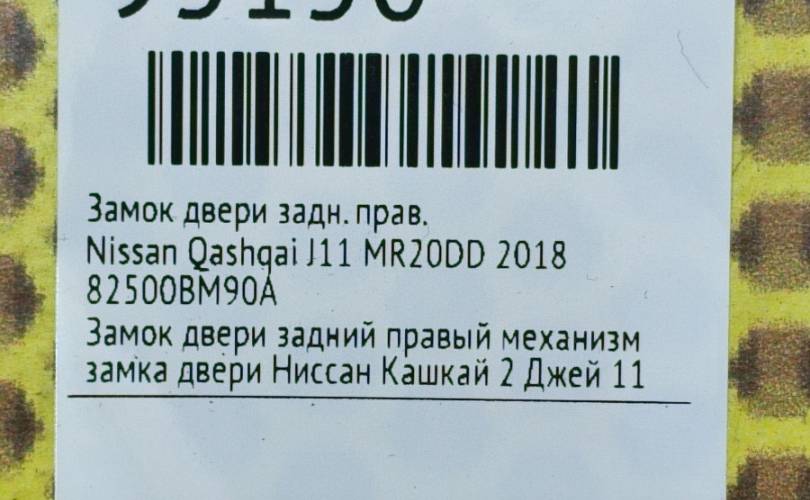 Замок двери задн. прав.
Nissan Qashqai J11 MR20DD 2018
82500BM90A
Замок двери задний правый механизм
замка двери Ниссан Кашкай 2 Джей 11